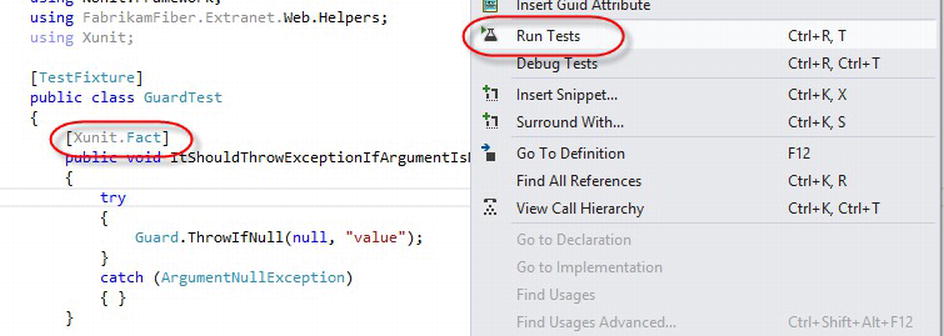 using NUnit.Framework;
using FabrikamFiber.Extranet.Web.Helpers;
using Xunit;
[TestFixture]
public class GuardTest
{
[Xunit.Fact]
public void ItShouldThrowExceptionIfArgumentIs
{
try
{
Guard.ThrowIfNull(null, "value");
}
catch (ArgumentNullException)
{ }
}
Insert Guid Attribute
Run Tests Ctrl+R, T
Debug Tests Ctrl+R, Ctrl+T
Insert Snippet... Ctrl+K, X
Surround With... Ctrl+K, S
Go To Definition F12
Find All References Ctrl+K, R
View Call Hierarchy Ctrl+K, Ctrl+T
Go to Declaration
Go to Implementation
Find Usages
Find Usages Advanced... Ctrl+Shift+Alt+F12